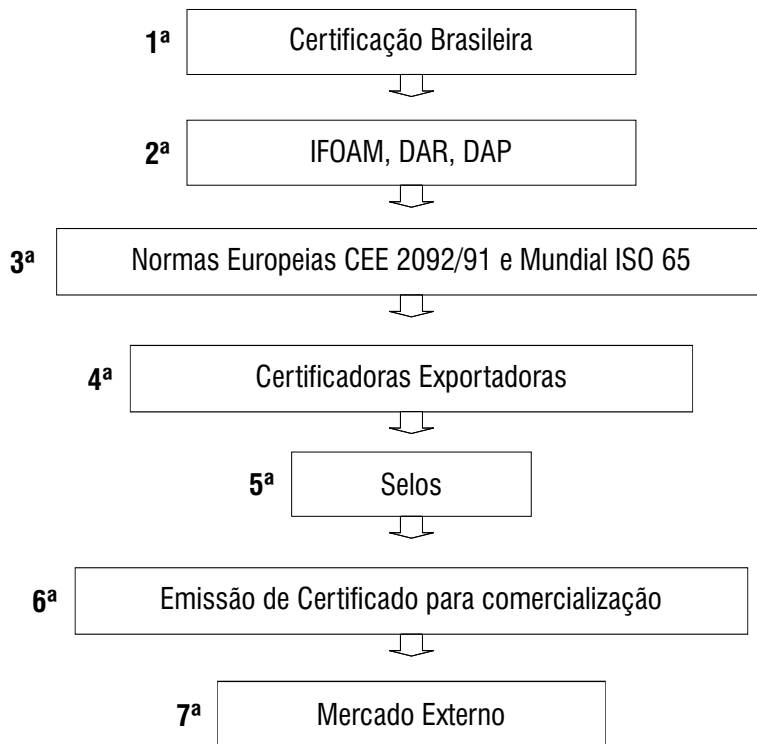 1ª Certificação Brasileira
2ª IFOAM, DAR, DAP
3ª Normas Europeias CEE 2092/91 e Mundial ISO 65
4ª Certificadoras Exportadoras
5ª Selos
6ª Emissão de Certificado para comercialização
7ª Mercado Externo